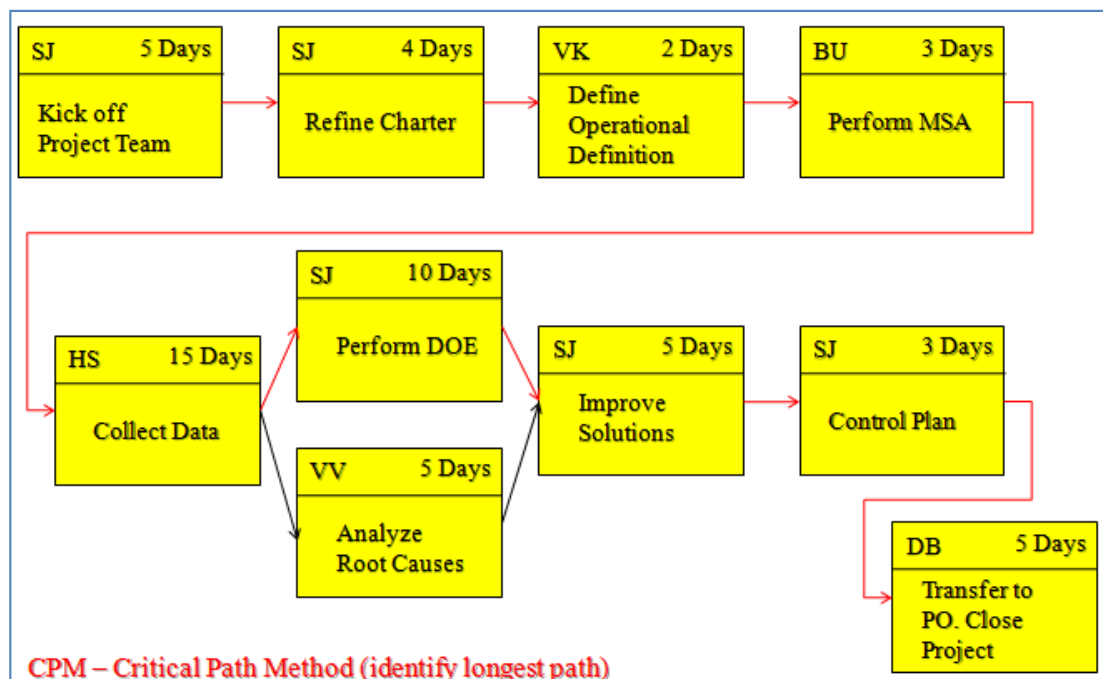 SJ 5 Days
Kick off
Project Team
SJ 4 Days
Refine Charter
VK 2 Days
Define
Operational
Definition
BU 3 Days
Perform MSA
HS 15 Days
Collect Data
SJ 10 Days
Perform DOE
VV 5 Days
Analyze
Root Causes
SJ 5 Days
Improve
Solutions
SJ 3 Days
Control Plan
DB 5 Days
Transfer to
PO. Close
Project
CPM – Critical Path Method (identify longest path)